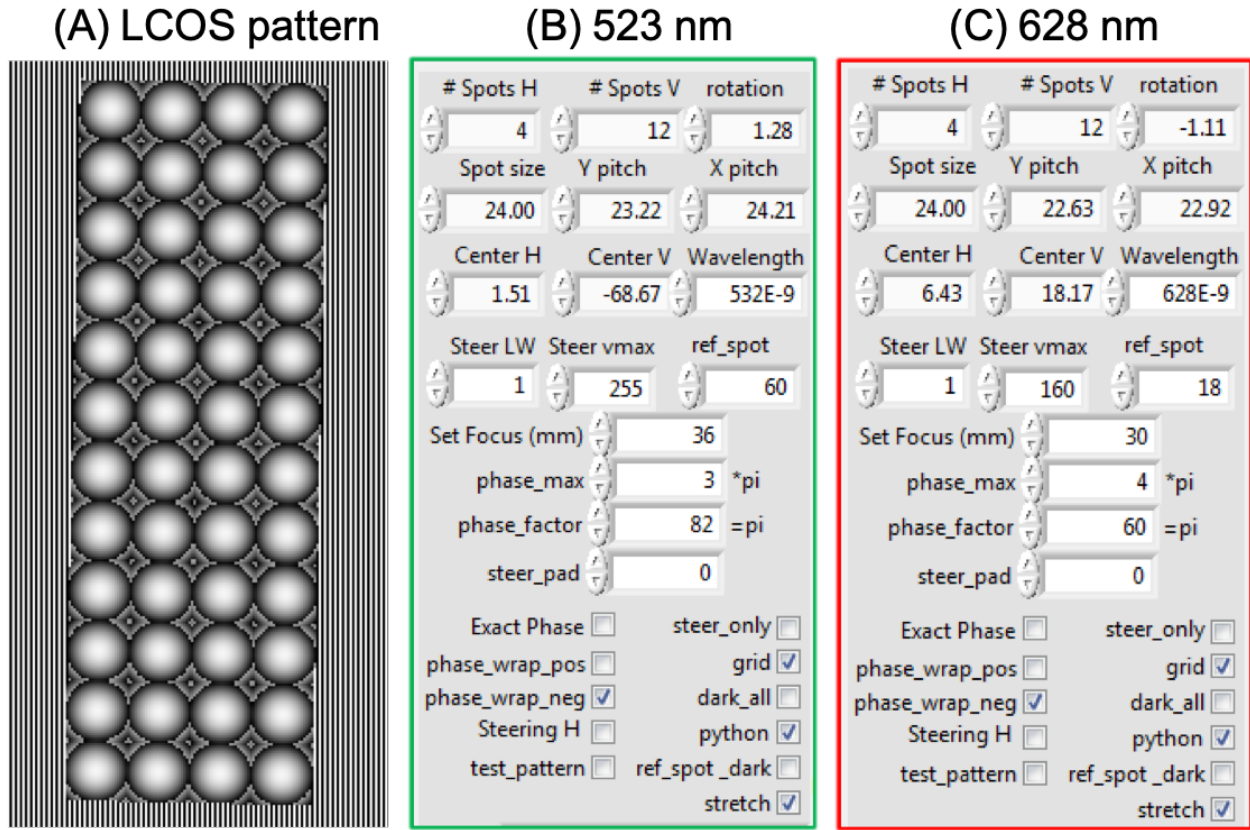 (A) LCOS pattern
(B) 523 nm
# Spots H # Spots V rotation
4 12 1.28
Spot size Y pitch X pitch
24.00 23.22 24.21
Center H Center V Wavelength
1.51 -68.67 532E-9
Steer LW Steer vmax ref_spot
1 255 60
Set Focus (mm) 36
phase_max 3 *pi
phase_factor 82 =pi
steer_pad 0
Exact Phase steer_only
phase_wrap_pos grid
phase_wrap_neg dark_all
Steering H python
test_pattern ref_spot _dark
stretch
(C) 628 nm
# Spots H # Spots V rotation
4 12 -1.11
Spot size Y pitch X pitch
24.00 22.63 22.92
Center H Center V Wavelength
6.43 18.17 628E-9
Steer LW Steer vmax ref_spot
1 160 18
Set Focus (mm) 30
phase_max 4 *pi
phase_factor 60 =pi
steer_pad 0
Exact Phase steer_only
phase_wrap_pos grid
phase_wrap_neg dark_all
Steering H python
test_pattern ref_spot _dark
stretch